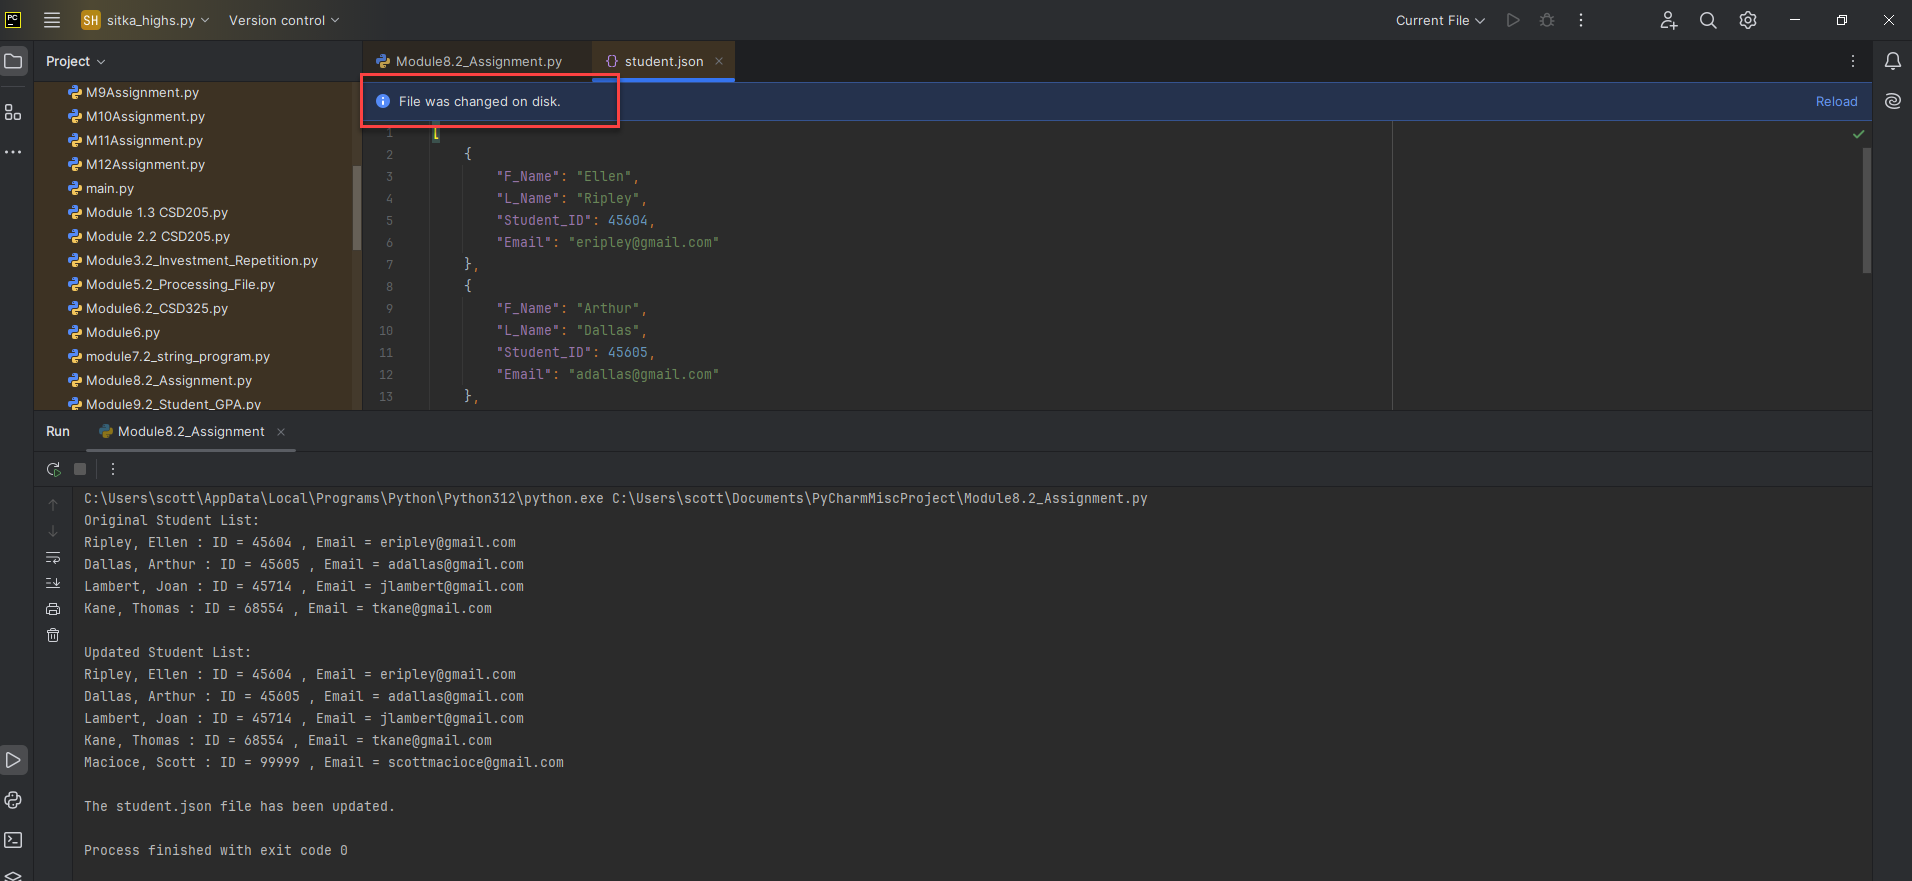 PC
SH sitka_highs.py
Version control
Current File
Project
Module8.2_Assignment.py
student.json
M9Assignment.py
M10Assignment.py
M11Assignment.py
M12Assignment.py
main.py
Module 1.3 CSD205.py
Module 2.2 CSD205.py
Module3.2_Investment_Repetition.py
Module5.2_Processing_File.py
Module6.2_CSD325.py
Module6.py
module7.2_string_program.py
Module8.2_Assignment.py
Module9.2_Student_GPA.py
File was changed on disk.
Reload
1 [
2 {
3 "F_Name": "Ellen",
4 "L_Name": "Ripley",
5 "Student_ID": 45604,
6 "Email": "eripley@gmail.com"
7 },
8 {
9 "F_Name": "Arthur",
10 "L_Name": "Dallas",
11 "Student_ID": 45605,
12 "Email": "adallas@gmail.com"
13 },
Run
Module8.2_Assignment
C:\Users\scott\AppData\Local\Programs\Python\Python312\python.exe C:\Users\scott\Documents\PyCharmMiscProject\Module8.2_Assignment.py
Original Student List:
Ripley, Ellen : ID = 45604 , Email = eripley@gmail.com
Dallas, Arthur : ID = 45605 , Email = adallas@gmail.com
Lambert, Joan : ID = 45714 , Email = jlambert@gmail.com
Kane, Thomas : ID = 68554 , Email = tkane@gmail.com
Updated Student List:
Ripley, Ellen : ID = 45604 , Email = eripley@gmail.com
Dallas, Arthur : ID = 45605 , Email = adallas@gmail.com
Lambert, Joan : ID = 45714 , Email = jlambert@gmail.com
Kane, Thomas : ID = 68554 , Email = tkane@gmail.com
Macioce, Scott : ID = 99999 , Email = scottmacioce@gmail.com
The student.json file has been updated.
Process finished with exit code 0